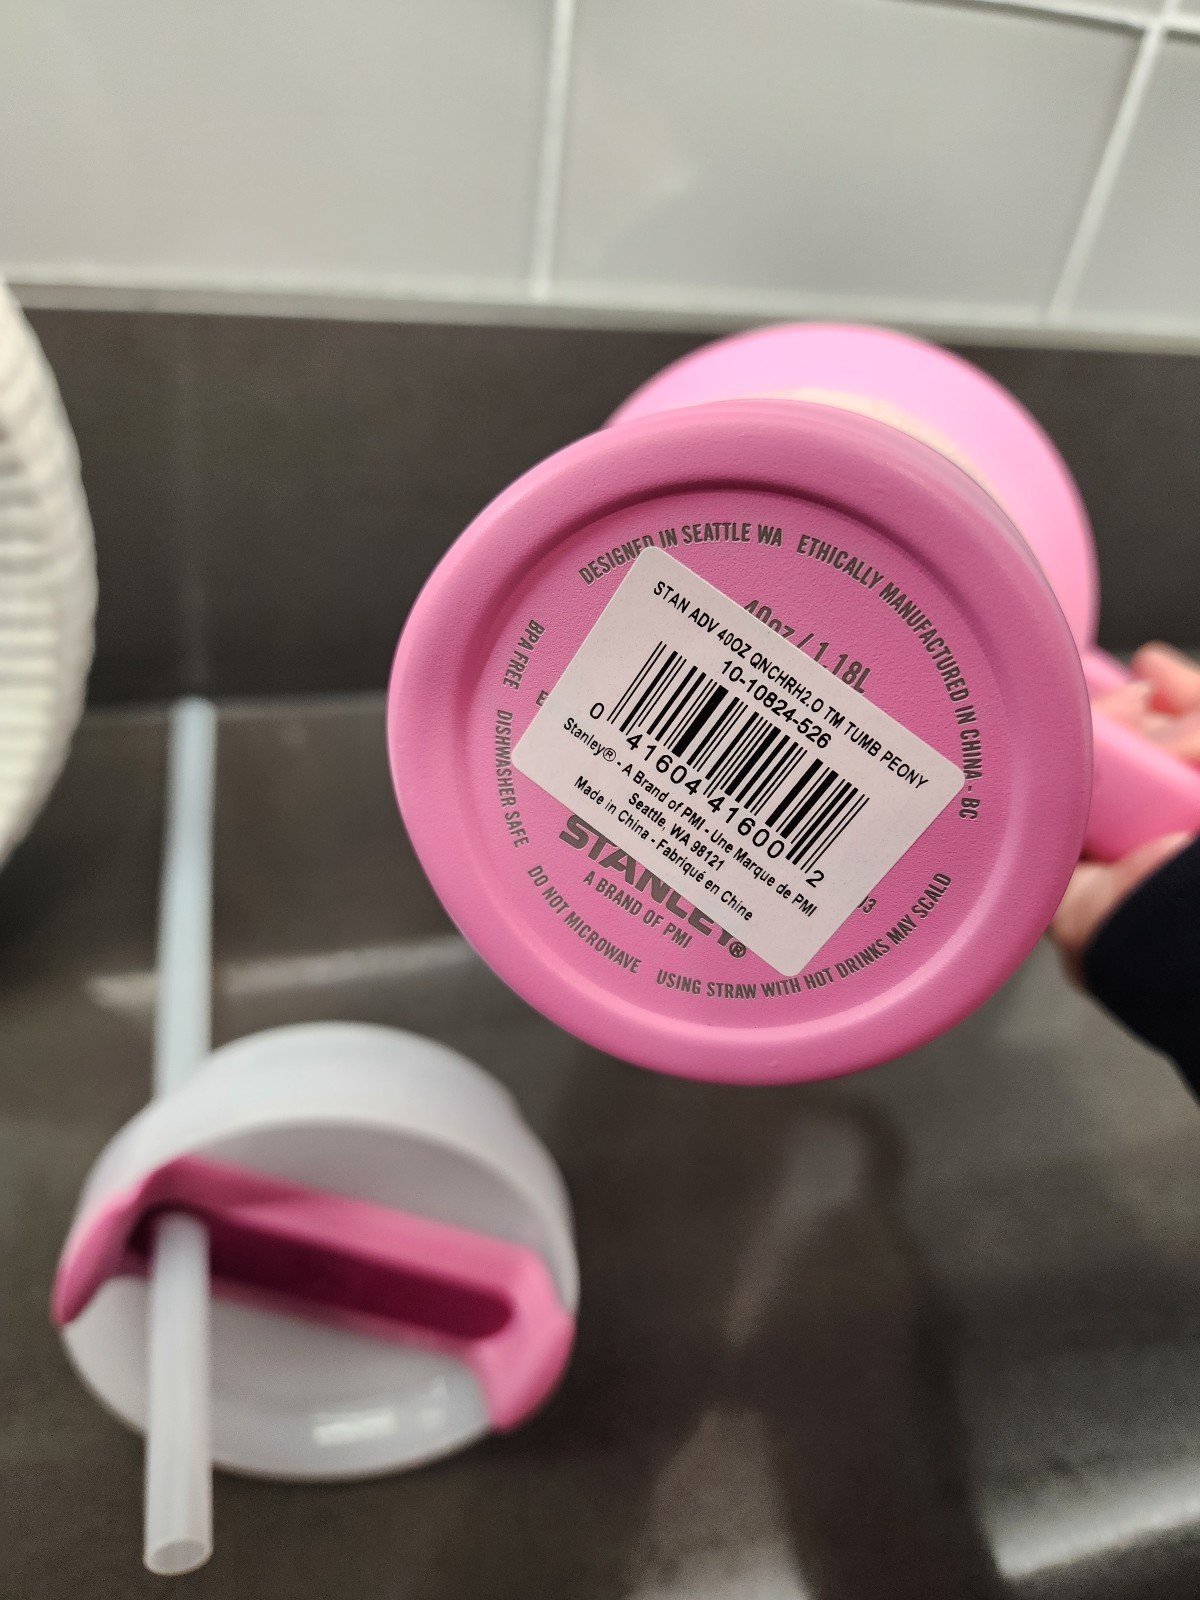 DESIGNED IN SEATTLE WA
ETHICALLY MANUFACTURED IN CHINA - BC
40oz / 1.18L
BPA FREE
DISHWASHER SAFE
STAN ADV 40OZ QNCHRH2.0 TM TUMB PEONY
10-10824-526
0 41604 41600 2
Stanley® - A Brand of PMI - Une Marque de PMI
Seattle, WA 98121
Made in China - Fabriqué en Chine
STANLEY®
A BRAND OF PMI
DO NOT MICROWAVE
USING STRAW WITH HOT DRINKS MAY SCALD